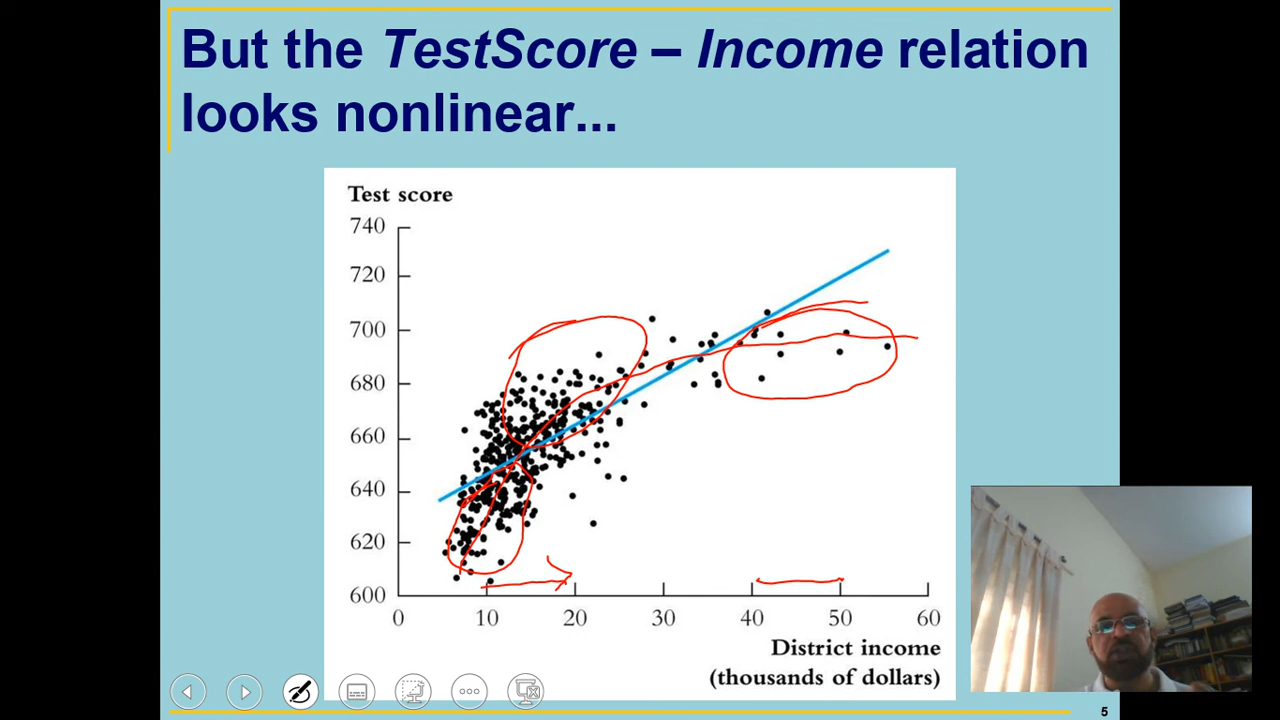 But the TestScore – Income relation
looks nonlinear...
Test score
740
720
700
680
660
640
620
600
0 10 20 30 40 50 60
District income
(thousands of dollars)
5